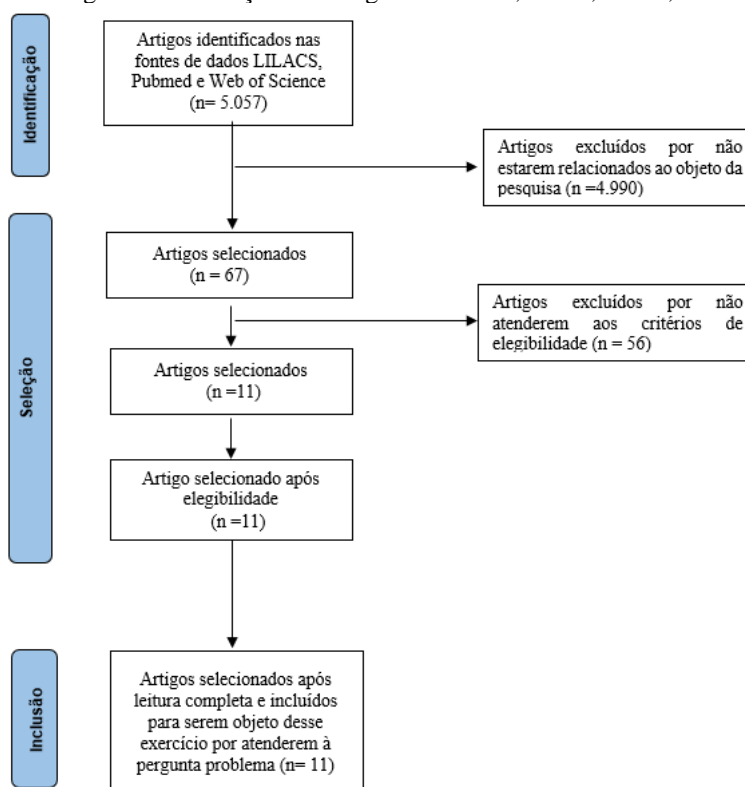 Identificação
Artigos identificados nas
fontes de dados LILACS,
Pubmed e Web of Science
(n= 5.057)
Artigos excluídos por não
estarem relacionados ao objeto da
pesquisa (n =4.990)
Seleção
Artigos selecionados
(n = 67)
Artigos excluídos por não
atenderem aos critérios de
elegibilidade (n = 56)
Artigos selecionados
(n =11)
Artigo selecionado após
elegibilidade
(n =11)
Inclusão
Artigos selecionados após
leitura completa e incluídos
para serem objeto desse
exercício por atenderem à
pergunta problema (n= 11)